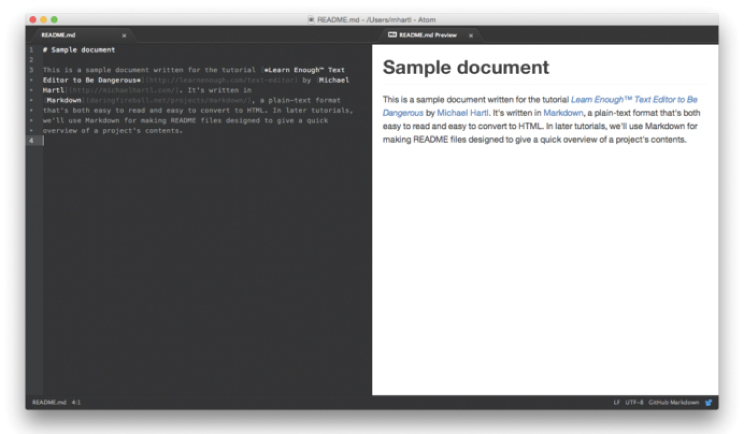 README.md - /Users/mhartl - Atom
README.md x
1 # Sample document
2
3 This is a sample document written for the tutorial [*Learn Enough™ Text
• Editor to Be Dangerous*](http://learnenough.com/text-editor) by [Michael
• Hartl](http://michaelhartl.com/). It's written in
• [Markdown](daringfireball.net/projects/markdown/), a plain-text format
• that's both easy to read and easy to convert to HTML. In later tutorials,
• we'll use Markdown for making README files designed to give a quick
• overview of a project's contents.
4
README.md Preview x
Sample document
This is a sample document written for the tutorial Learn Enough™ Text Editor to Be
Dangerous by Michael Hartl. It's written in Markdown, a plain-text format that's both
easy to read and easy to convert to HTML. In later tutorials, we'll use Markdown for
making README files designed to give a quick overview of a project's contents.
README.md 4:1
LF UTF-8 GitHub Markdown